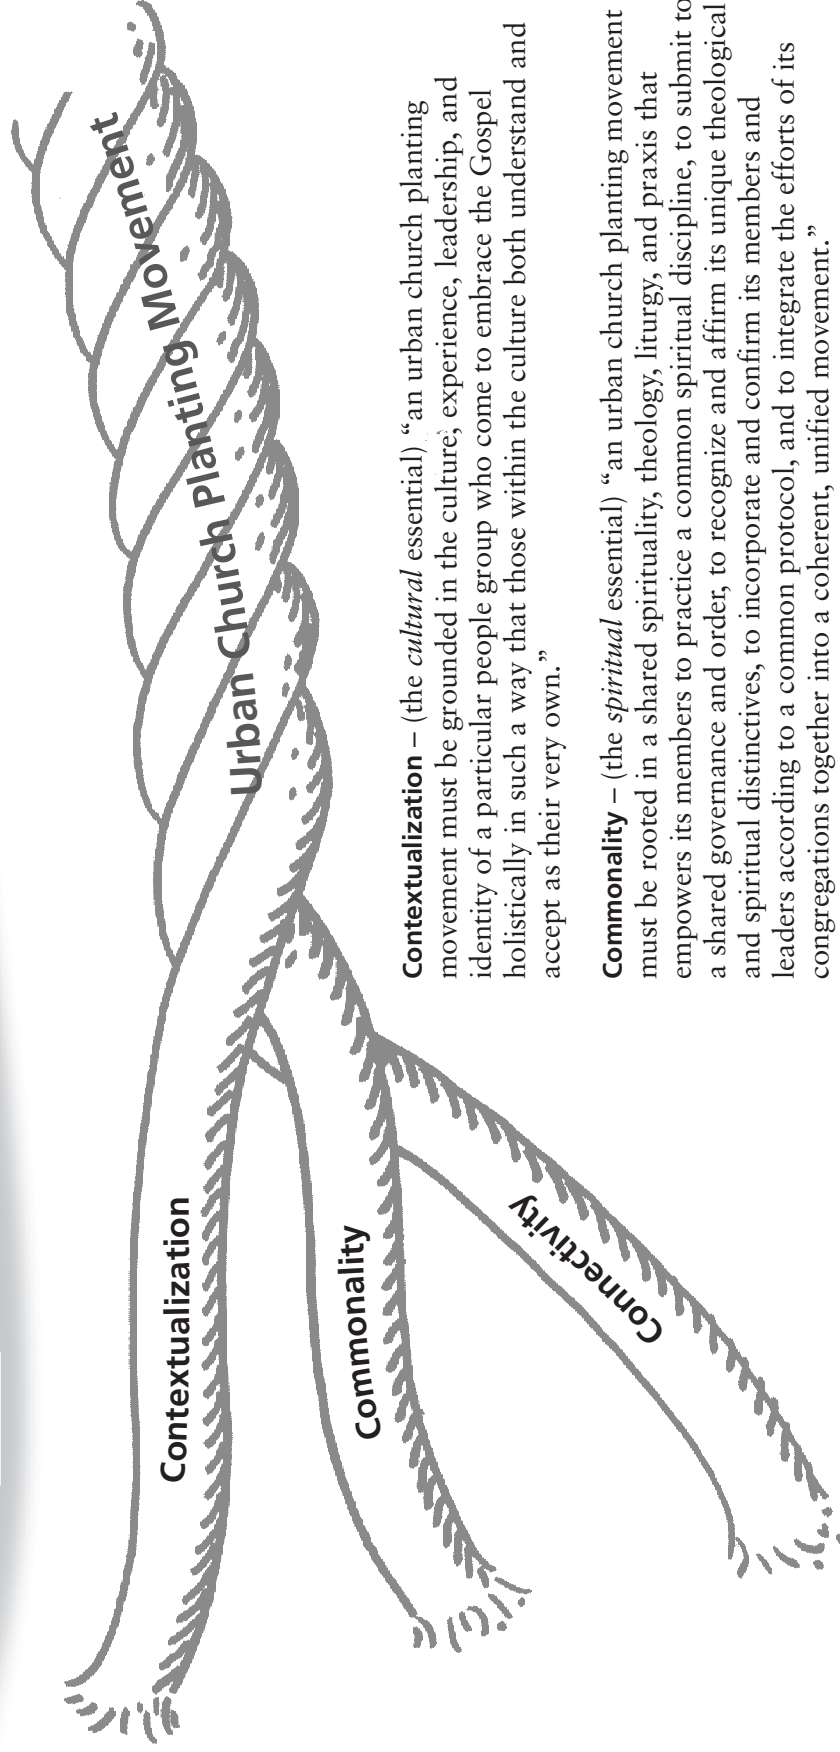 Urban Church Planting Movement
Contextualization
Commonality
Connectivity
Contextualization – (the cultural essential) “an urban church planting
movement must be grounded in the culture, experience, leadership, and
identity of a particular people group who come to embrace the Gospel
holistically in such a way that those within the culture both understand and
accept as their very own.”
Commonality – (the spiritual essential) “an urban church planting movement
must be rooted in a shared spirituality, theology, liturgy, and praxis that
empowers its members to practice a common spiritual discipline, to submit to
a shared governance and order, to recognize and affirm its unique theological
and spiritual distinctives, to incorporate and confirm its members and
leaders according to a common protocol, and to integrate the efforts of its
congregations together into a coherent, unified movement.”